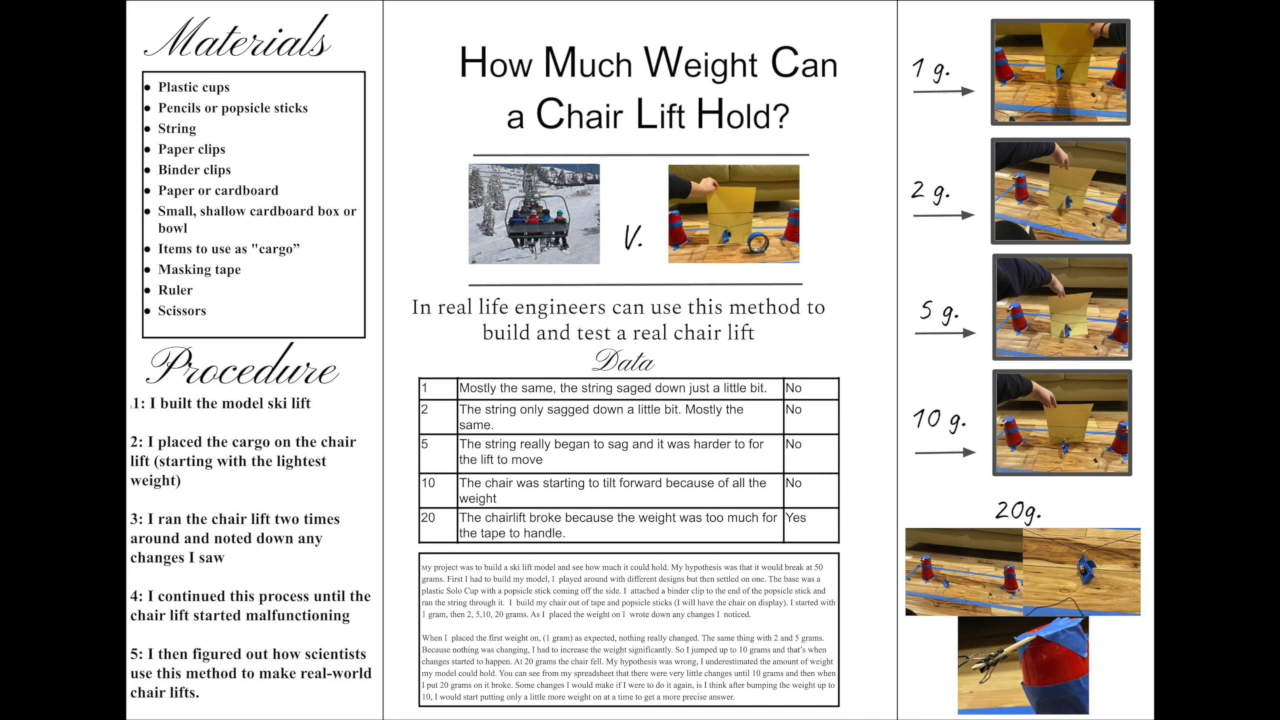 Materials
Plastic cups
Pencils or popsicle sticks
String
Paper clips
Binder clips
Paper or cardboard
Small, shallow cardboard box or
bowl
Items to use as "cargo”
Masking tape
Ruler
Scissors
Procedure
1: I built the model ski lift
2: I placed the cargo on the chair
lift (starting with the lightest
weight)
3: I ran the chair lift two times
around and noted down any
changes I saw
4: I continued this process until the
chair lift started malfunctioning
5: I then figured out how scientists
use this method to make real-world
chair lifts.
How Much Weight Can
a Chair Lift Hold?
V.
In real life engineers can use this method to
build and test a real chair lift
Data
1 Mostly the same, the string saged down just a little bit. No
2 The string only sagged down a little bit. Mostly the No
same.
5 The string really began to sag and it was harder to for No
the lift to move
10 The chair was starting to tilt forward because of all the No
weight
20 The chairlift broke because the weight was too much for Yes
the tape to handle.
My project was to build a ski lift model and see how much it could hold. My hypothesis was that it would break at 50
grams. First I had to build my model, I played around with different designs but then settled on one. The base was a
plastic Solo Cup with a popsicle stick coming off the side. I attached a binder clip to the end of the popsicle stick and
ran the string through it. I build my chair out of tape and popsicle sticks (I will have the chair on display). I started with
1 gram, then 2, 5,10, 20 grams. As I placed the weight on I wrote down any changes I noticed.
When I placed the first weight on, (1 gram) as expected, nothing really changed. The same thing with 2 and 5 grams.
Because nothing was changing, I had to increase the weight significantly. So I jumped up to 10 grams and that’s when
changes started to happen. At 20 grams the chair fell. My hypothesis was wrong, I underestimated the amount of weight
my model could hold. You can see from my spreadsheet that there were very little changes until 10 grams and then when
I put 20 grams on it broke. Some changes I would make if I were to do it again, is I think after bumping the weight up to
10, I would start putting only a little more weight on at a time to get a more precise answer.
1 g.
2 g.
5 g.
10 g.
20g.